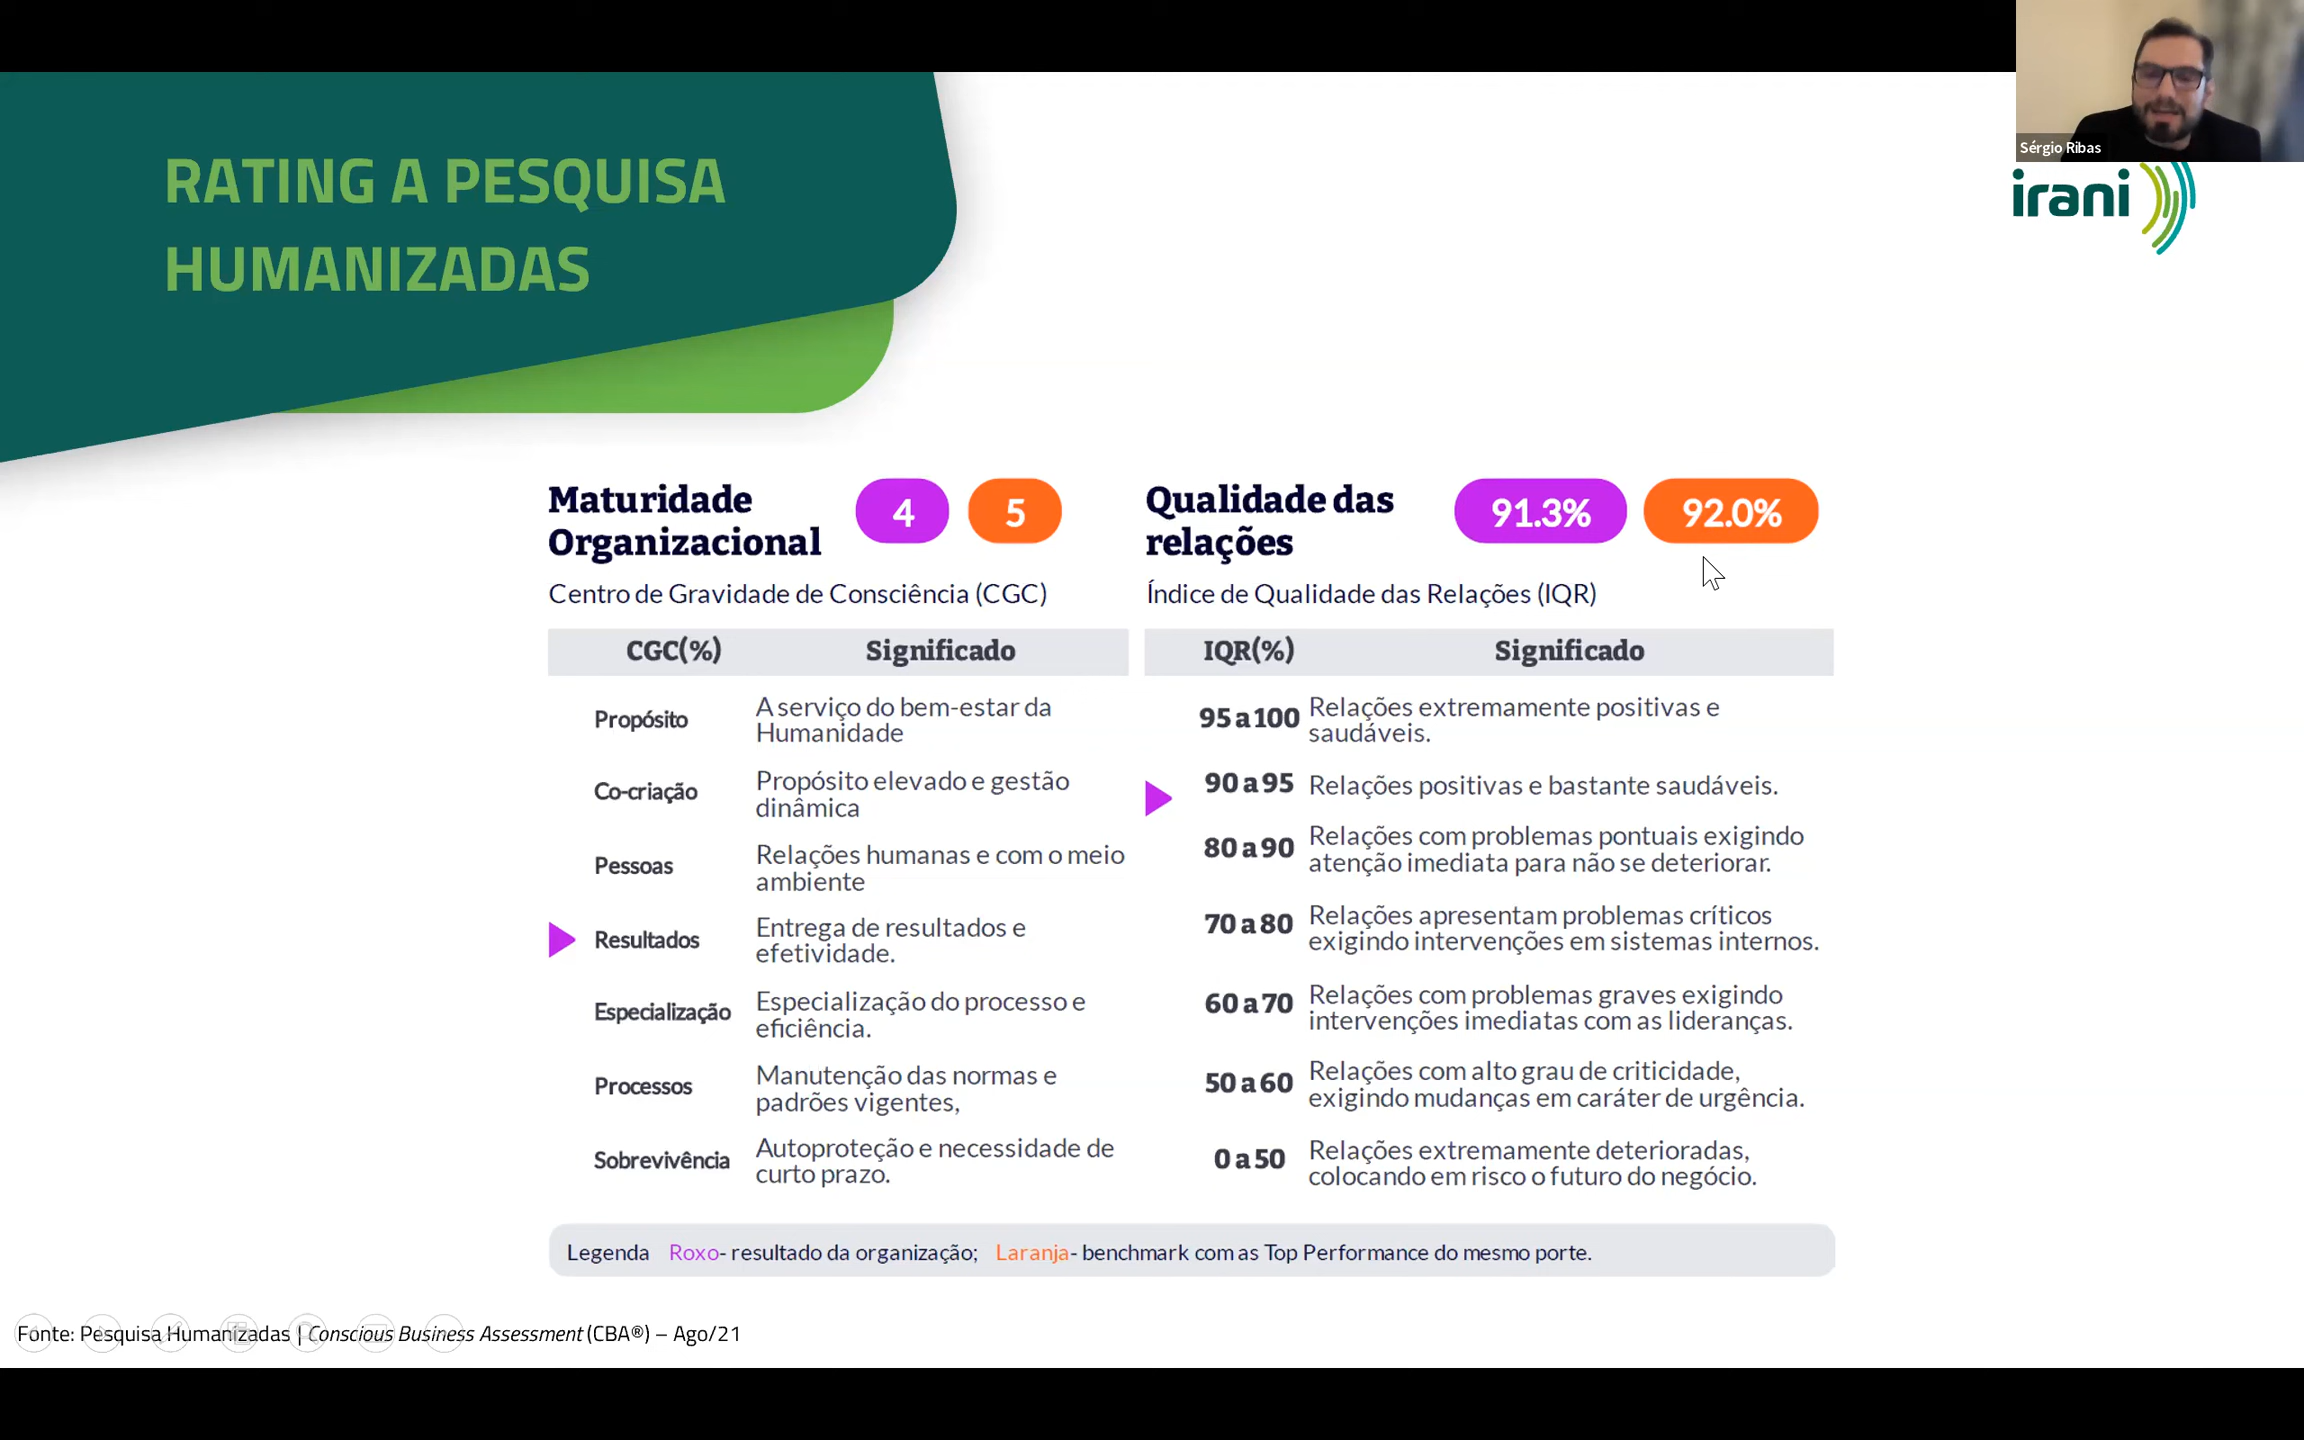 Sérgio Ribas
irani
RATING A PESQUISA
HUMANIZADAS
Maturidade
Organizacional
4
5
Centro de Gravidade de Consciência (CGC)
CGC(%) Significado
Propósito
A serviço do bem-estar da
Humanidade
Co-criação
Propósito elevado e gestão
dinâmica
Pessoas
Relações humanas e com o meio
ambiente
Resultados
Entrega de resultados e
efetividade.
Especialização
Especialização do processo e
eficiência.
Processos
Manutenção das normas e
padrões vigentes,
Sobrevivência
Autoproteção e necessidade de
curto prazo.
Qualidade das
relações
91.3%
92.0%
Índice de Qualidade das Relações (IQR)
IQR(%) Significado
95 a 100
Relações extremamente positivas e
saudáveis.
90 a 95
Relações positivas e bastante saudáveis.
80 a 90
Relações com problemas pontuais exigindo
atenção imediata para não se deteriorar.
70 a 80
Relações apresentam problemas críticos
exigindo intervenções em sistemas internos.
60 a 70
Relações com problemas graves exigindo
intervenções imediatas com as lideranças.
50 a 60
Relações com alto grau de criticidade,
exigindo mudanças em caráter de urgência.
0 a 50
Relações extremamente deterioradas,
colocando em risco o futuro do negócio.
Legenda Roxo- resultado da organização; Laranja- benchmark com as Top Performance do mesmo porte.
Fonte: Pesquisa Humanizadas | Conscious Business Assessment (CBA®) – Ago/21